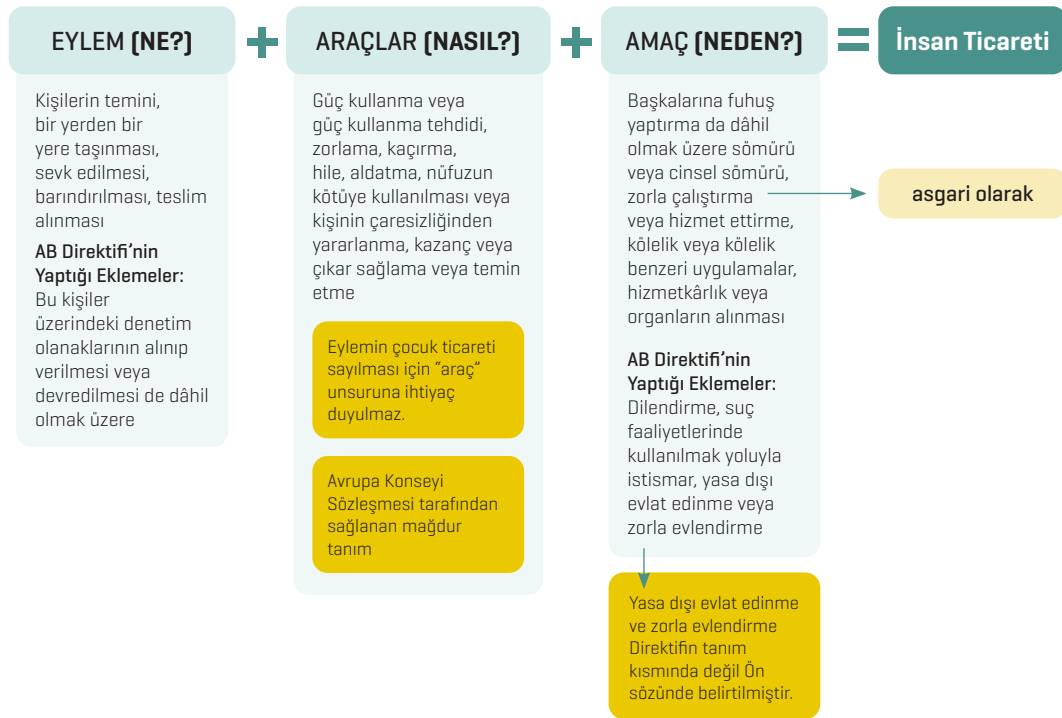 EYLEM (NE?)
+
ARAÇLAR (NASIL?)
+
AMAÇ (NEDEN?)
=
İnsan Ticareti
Kişilerin temini,
bir yerden bir
yere taşınması,
sevk edilmesi,
barındırılması, teslim
alınması
AB Direktifi’nin
Yaptığı Eklemeler:
Bu kişiler
üzerindeki denetim
olanaklarının alınıp
verilmesi veya
devredilmesi de dâhil
olmak üzere
Güç kullanma veya
güç kullanma tehdidi,
zorlama, kaçırma,
hile, aldatma, nüfuzun
kötüye kullanılması veya
kişinin çaresizliğinden
yararlanma, kazanç veya
çıkar sağlama veya temin
etme
Eylemin çocuk ticareti
sayılması için “araç”
unsuruna ihtiyaç
duyulmaz.
Avrupa Konseyi
Sözleşmesi tarafından
sağlanan mağdur
tanım
Başkalarına fuhuş
yaptırma da dâhil
olmak üzere sömürü
veya cinsel sömürü,
zorla çalıştırma
veya hizmet ettirme,
kölelik veya kölelik
benzeri uygulamalar,
hizmetkârlık veya
organların alınması
AB Direktifi’nin
Yaptığı Eklemeler:
Dilendirme, suç
faaliyetlerinde
kullanılmak yoluyla
istismar, yasa dışı
evlat edinme veya
zorla evlendirme
Yasa dışı evlat edinme
ve zorla evlendirme
Direktifin tanım
kısmında değil Ön
sözünde belirtilmiştir.
asgari olarak